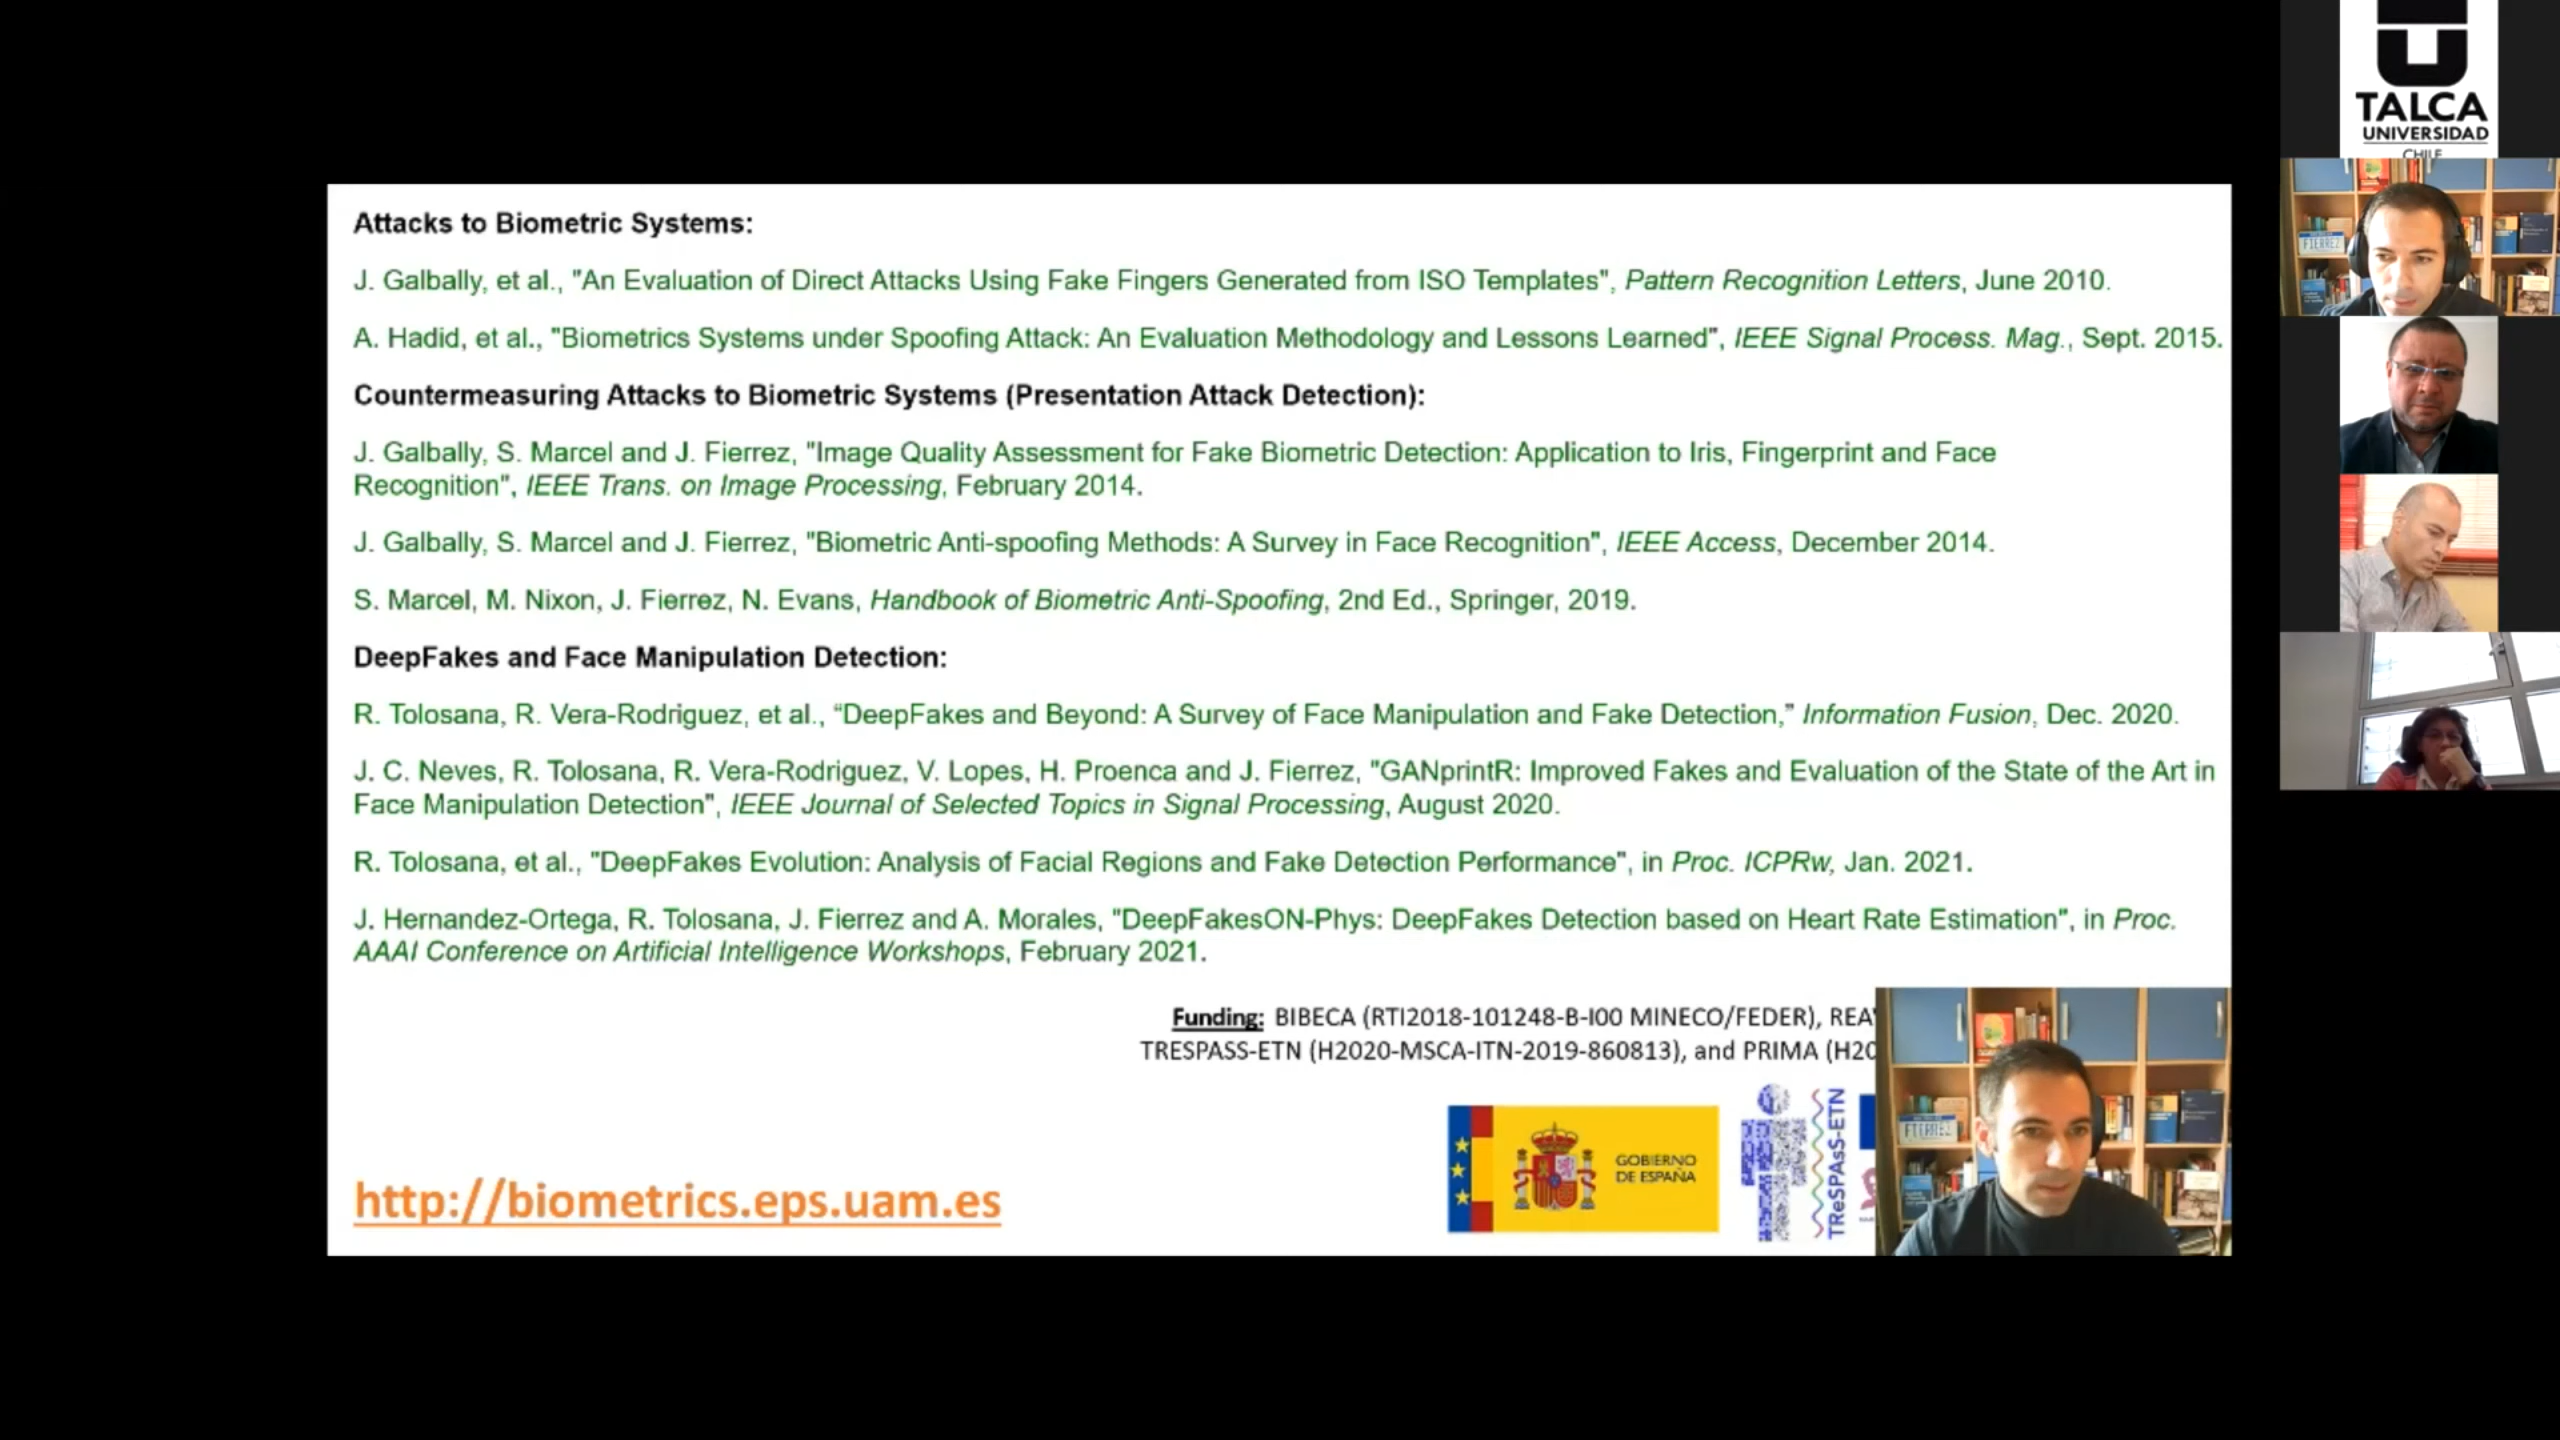 Attacks to Biometric Systems:
J. Galbally, et al., "An Evaluation of Direct Attacks Using Fake Fingers Generated from ISO Templates", Pattern Recognition Letters, June 2010.
A. Hadid, et al., "Biometrics Systems under Spoofing Attack: An Evaluation Methodology and Lessons Learned", IEEE Signal Process. Mag., Sept. 2015.
Countermeasuring Attacks to Biometric Systems (Presentation Attack Detection):
J. Galbally, S. Marcel and J. Fierrez, "Image Quality Assessment for Fake Biometric Detection: Application to Iris, Fingerprint and Face
Recognition", IEEE Trans. on Image Processing, February 2014.
J. Galbally, S. Marcel and J. Fierrez, "Biometric Anti-spoofing Methods: A Survey in Face Recognition", IEEE Access, December 2014.
S. Marcel, M. Nixon, J. Fierrez, N. Evans, Handbook of Biometric Anti-Spoofing, 2nd Ed., Springer, 2019.
DeepFakes and Face Manipulation Detection:
R. Tolosana, R. Vera-Rodriguez, et al., “DeepFakes and Beyond: A Survey of Face Manipulation and Fake Detection,” Information Fusion, Dec. 2020.
J. C. Neves, R. Tolosana, R. Vera-Rodriguez, V. Lopes, H. Proenca and J. Fierrez, "GANprintR: Improved Fakes and Evaluation of the State of the Art in
Face Manipulation Detection", IEEE Journal of Selected Topics in Signal Processing, August 2020.
R. Tolosana, et al., "DeepFakes Evolution: Analysis of Facial Regions and Fake Detection Performance", in Proc. ICPRw, Jan. 2021.
J. Hernandez-Ortega, R. Tolosana, J. Fierrez and A. Morales, "DeepFakesON-Phys: DeepFakes Detection based on Heart Rate Estimation", in Proc.
AAAI Conference on Artificial Intelligence Workshops, February 2021.
Funding: BIBECA (RTI2018-101248-B-I00 MINECO/FEDER),
TRESPASS-ETN (H2020-MSCA-ITN-2019-860813), and PRIMA
GOBIERNO
DE ESPAÑA
TReSPAsS-ETN
http://biometrics.eps.uam.es
FIERREZ
TALCA
UNIVERSIDAD
CHILE
FIERREZ